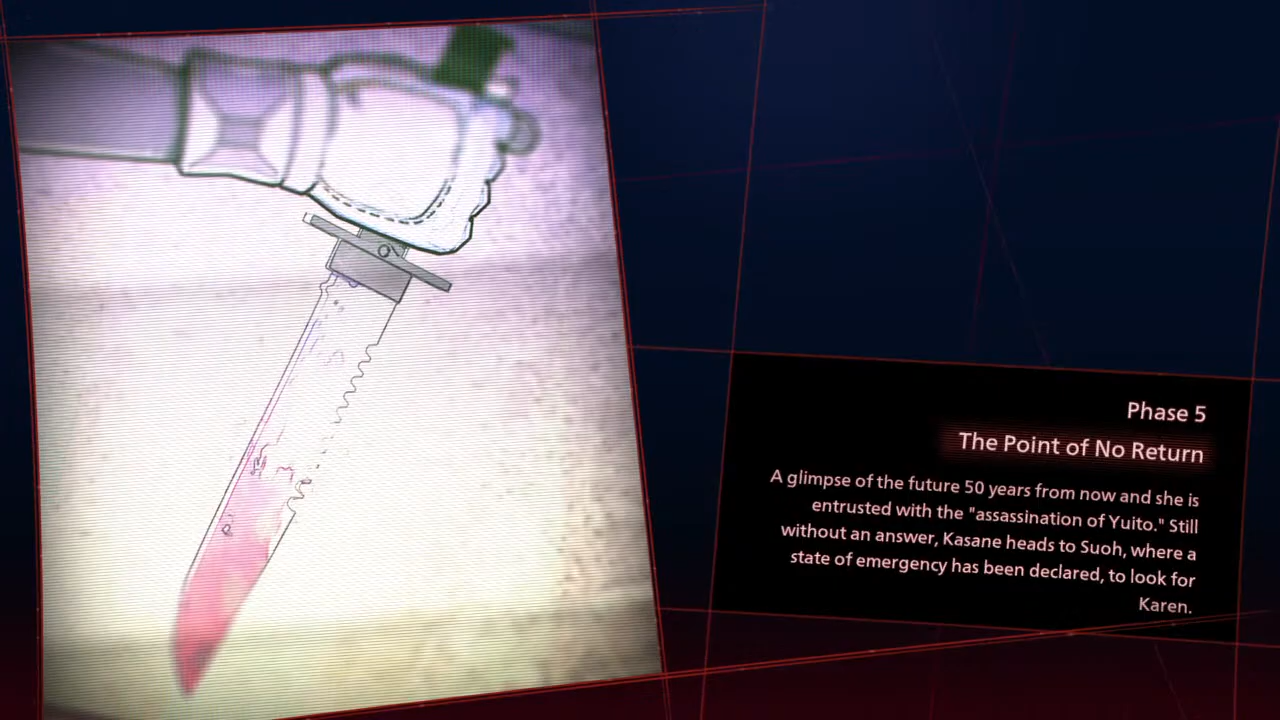 Phase 5
The Point of No Return
A glimpse of the future 50 years from now and she is
entrusted with the "assassination of Yuito." Still
without an answer, Kasane heads to Suoh, where a
state of emergency has been declared, to look for
Karen.